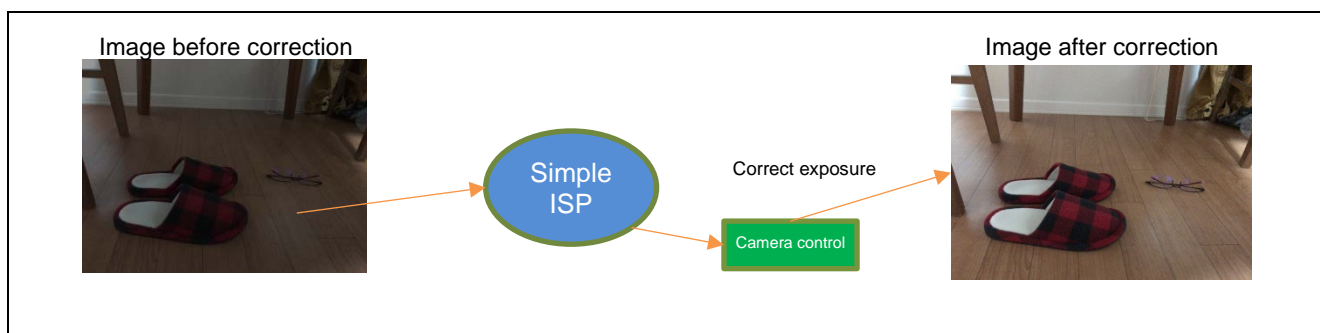 Image before correction
Image after correction
Simple
ISP
Correct exposure
Camera control